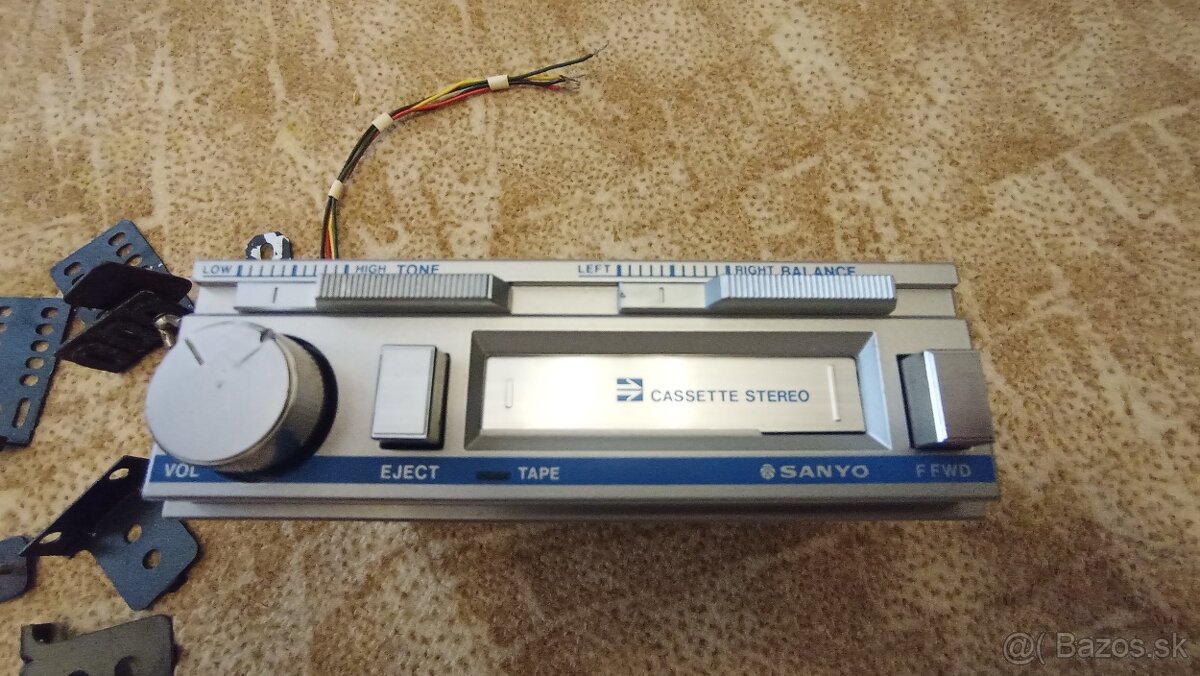 LOW HIGH TONE LEFT RIGHT BALANCE
CASSETTE STEREO
VOL EJECT TAPE SANYO F FWD
@( Bazos.sk